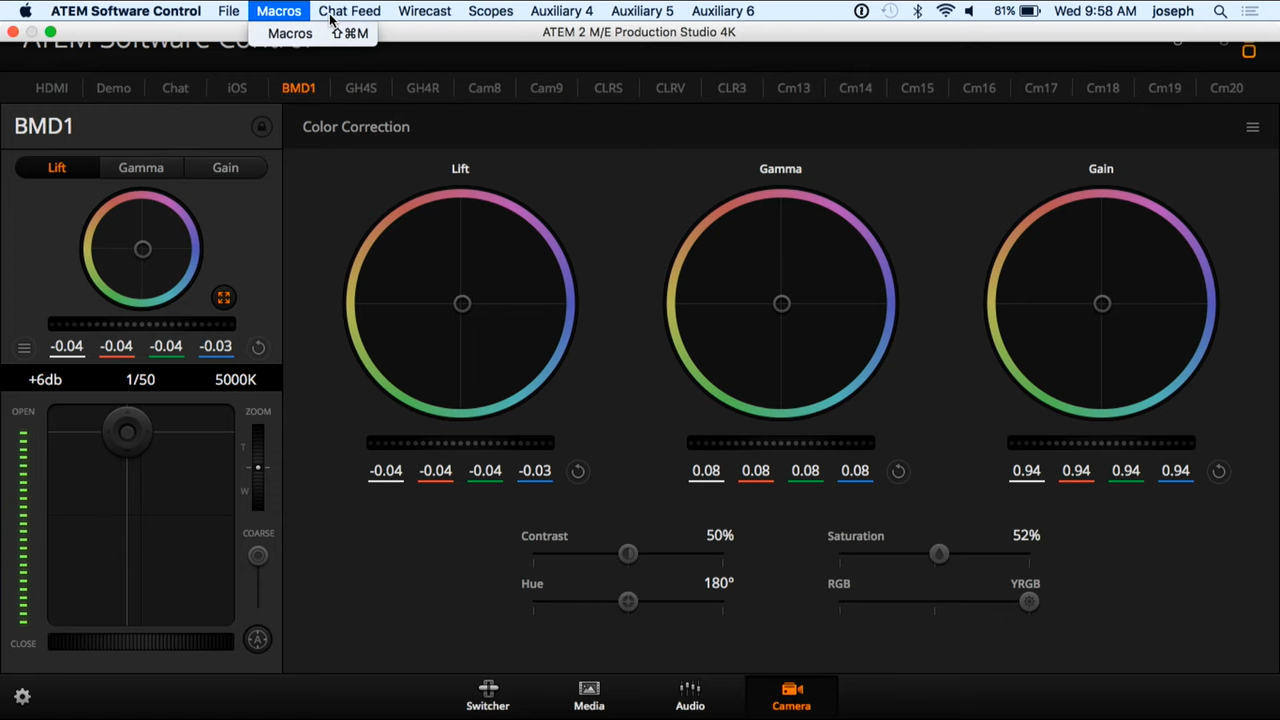 ATEM Software Control File Macros Chat Feed Wirecast Scopes Auxiliary 4 Auxiliary 5 Auxiliary 6 81% Wed 9:58 AM joseph
Macros ⇧⌘M
ATEM 2 M/E Production Studio 4K
ATEM Software Control
HDMI Demo Chat iOS BMD1 GH4S GH4R Cam8 Cam9 CLRS CLRV CLR3 Cm13 Cm14 Cm15 Cm16 Cm17 Cm18 Cm19 Cm20
BMD1
Color Correction
Lift Gamma Gain
Lift Gamma Gain
-0.04 -0.04 -0.04 -0.03
+6db 1/50 5000K
OPEN ZOOM
T
W
COARSE
CLOSE
A
-0.04 -0.04 -0.04 -0.03
0.08 0.08 0.08 0.08
0.94 0.94 0.94 0.94
Contrast 50% Saturation 52%
Hue 180° RGB YRGB
Switcher Media Audio Camera